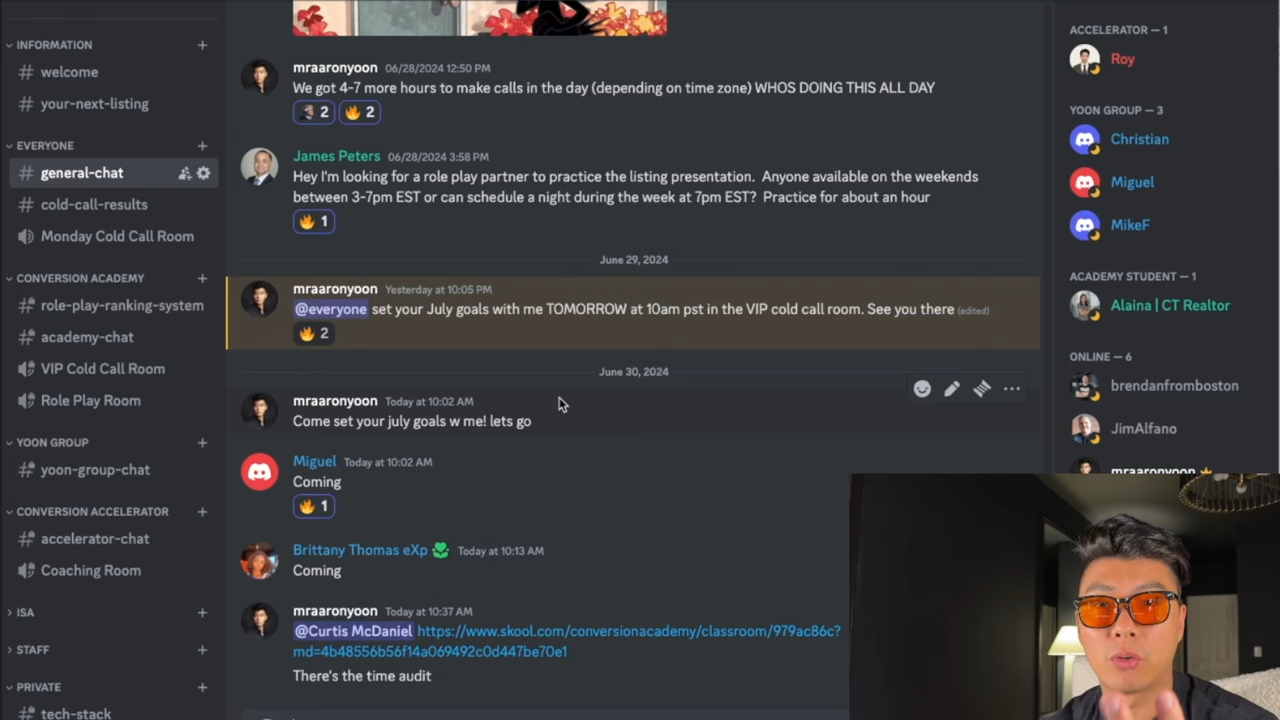 INFORMATION
welcome
your-next-listing
EVERYONE
general-chat
cold-call-results
Monday Cold Call Room
CONVERSION ACADEMY
role-play-ranking-system
academy-chat
VIP Cold Call Room
Role Play Room
YOON GROUP
yoon-group-chat
CONVERSION ACCELERATOR
accelerator-chat
Coaching Room
ISA
STAFF
PRIVATE
tech-stack
mraaronyoon 06/28/2024 12:50 PM
We got 4-7 more hours to make calls in the day (depending on time zone) WHOS DOING THIS ALL DAY
2 2
James Peters 06/28/2024 3:58 PM
Hey I'm looking for a role play partner to practice the listing presentation. Anyone available on the weekends
between 3-7pm EST or can schedule a night during the week at 7pm EST? Practice for about an hour
1
June 29, 2024
mraaronyoon Yesterday at 10:05 PM
@everyone set your July goals with me TOMORROW at 10am pst in the VIP cold call room. See you there (edited)
2
June 30, 2024
mraaronyoon Today at 10:02 AM
Come set your july goals w me! lets go
Miguel Today at 10:02 AM
Coming
1
Brittany Thomas eXp Today at 10:13 AM
Coming
mraaronyoon Today at 10:37 AM
@Curtis McDaniel https://www.skool.com/conversionacademy/classroom/979ac86c?
md=4b48556b56f14a069492c0d447be70e1
There's the time audit
ACCELERATOR — 1
Roy
YOON GROUP — 3
Christian
Miguel
MikeF
ACADEMY STUDENT — 1
Alaina | CT Realtor
ONLINE — 6
brendanfromboston
JimAlfano
mraaronyoon